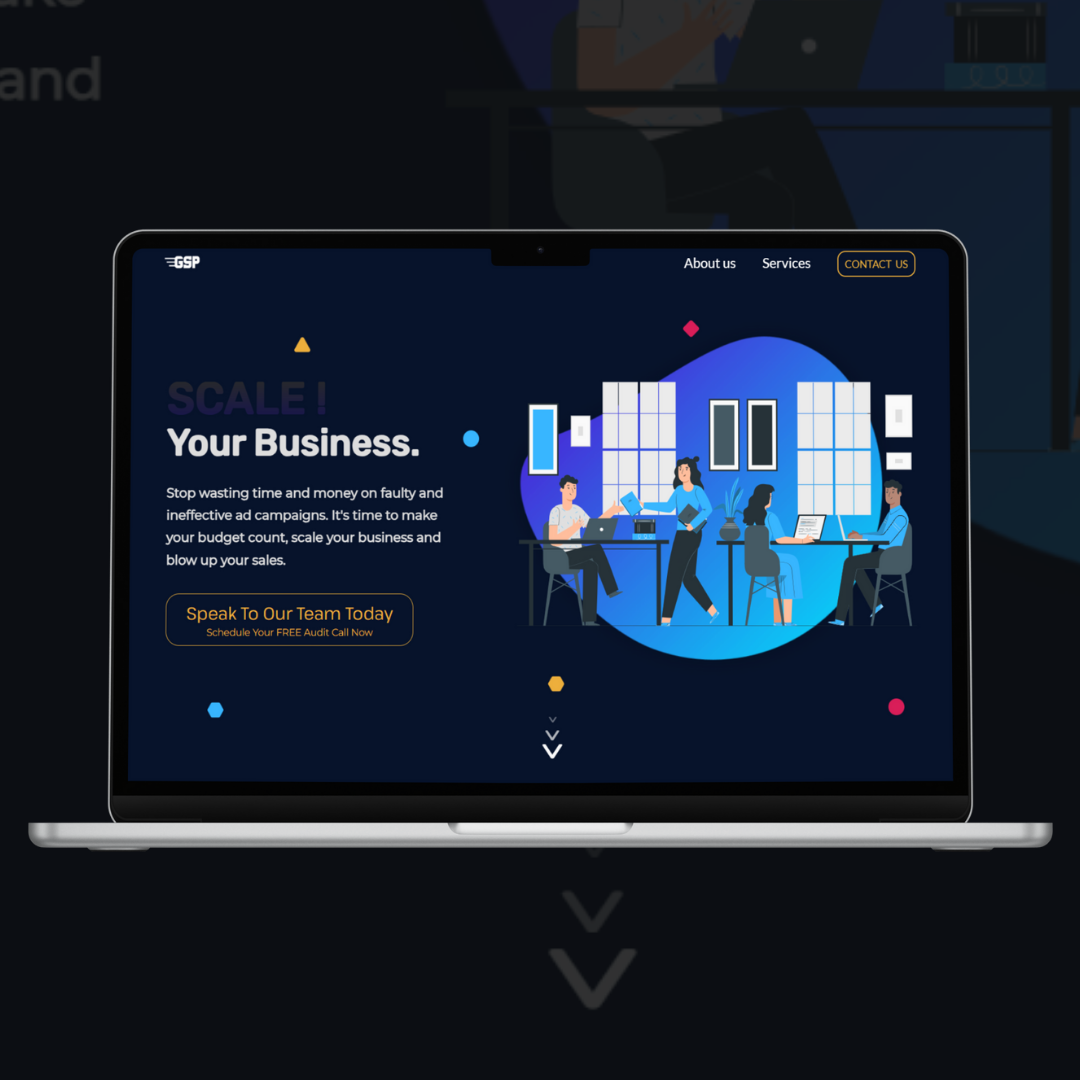 and
GSP
About us
Services
CONTACT US
SCALE !
Your Business.
Stop wasting time and money on faulty and
ineffective ad campaigns. It's time to make
your budget count, scale your business and
blow up your sales.
Speak To Our Team Today
Schedule Your FREE Audit Call Now